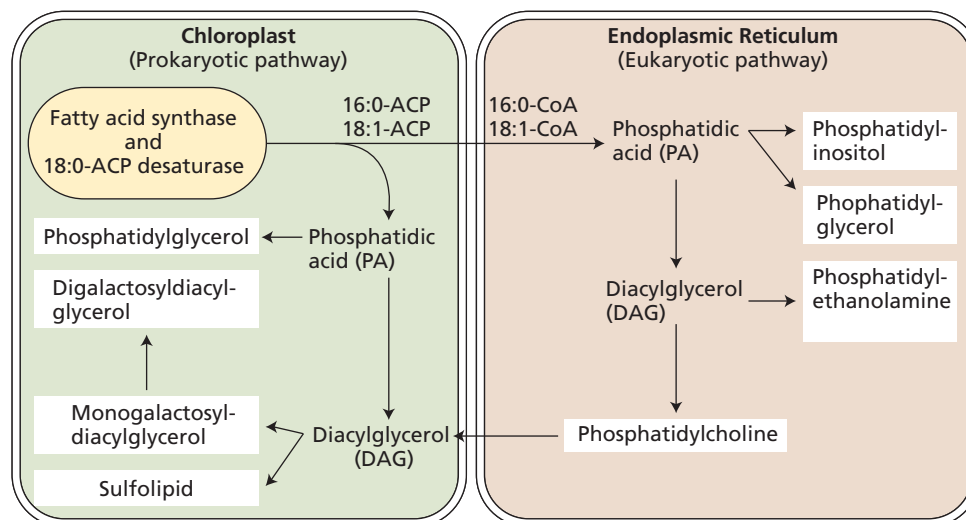 Chloroplast
(Prokaryotic pathway)
Fatty acid synthase
and
18:0-ACP desaturase
16:0-ACP
18:1-ACP
Phosphatidylglycerol
Phosphatidic
acid (PA)
Digalactosyldiacyl-
glycerol
Monogalactosyl-
diacylglycerol
Diacylglycerol
(DAG)
Sulfolipid
Endoplasmic Reticulum
(Eukaryotic pathway)
16:0-CoA
18:1-CoA
Phosphatidic
acid (PA)
Phosphatidyl-
inositol
Phophatidyl-
glycerol
Diacylglycerol
(DAG)
Phosphatidyl-
ethanolamine
Phosphatidylcholine